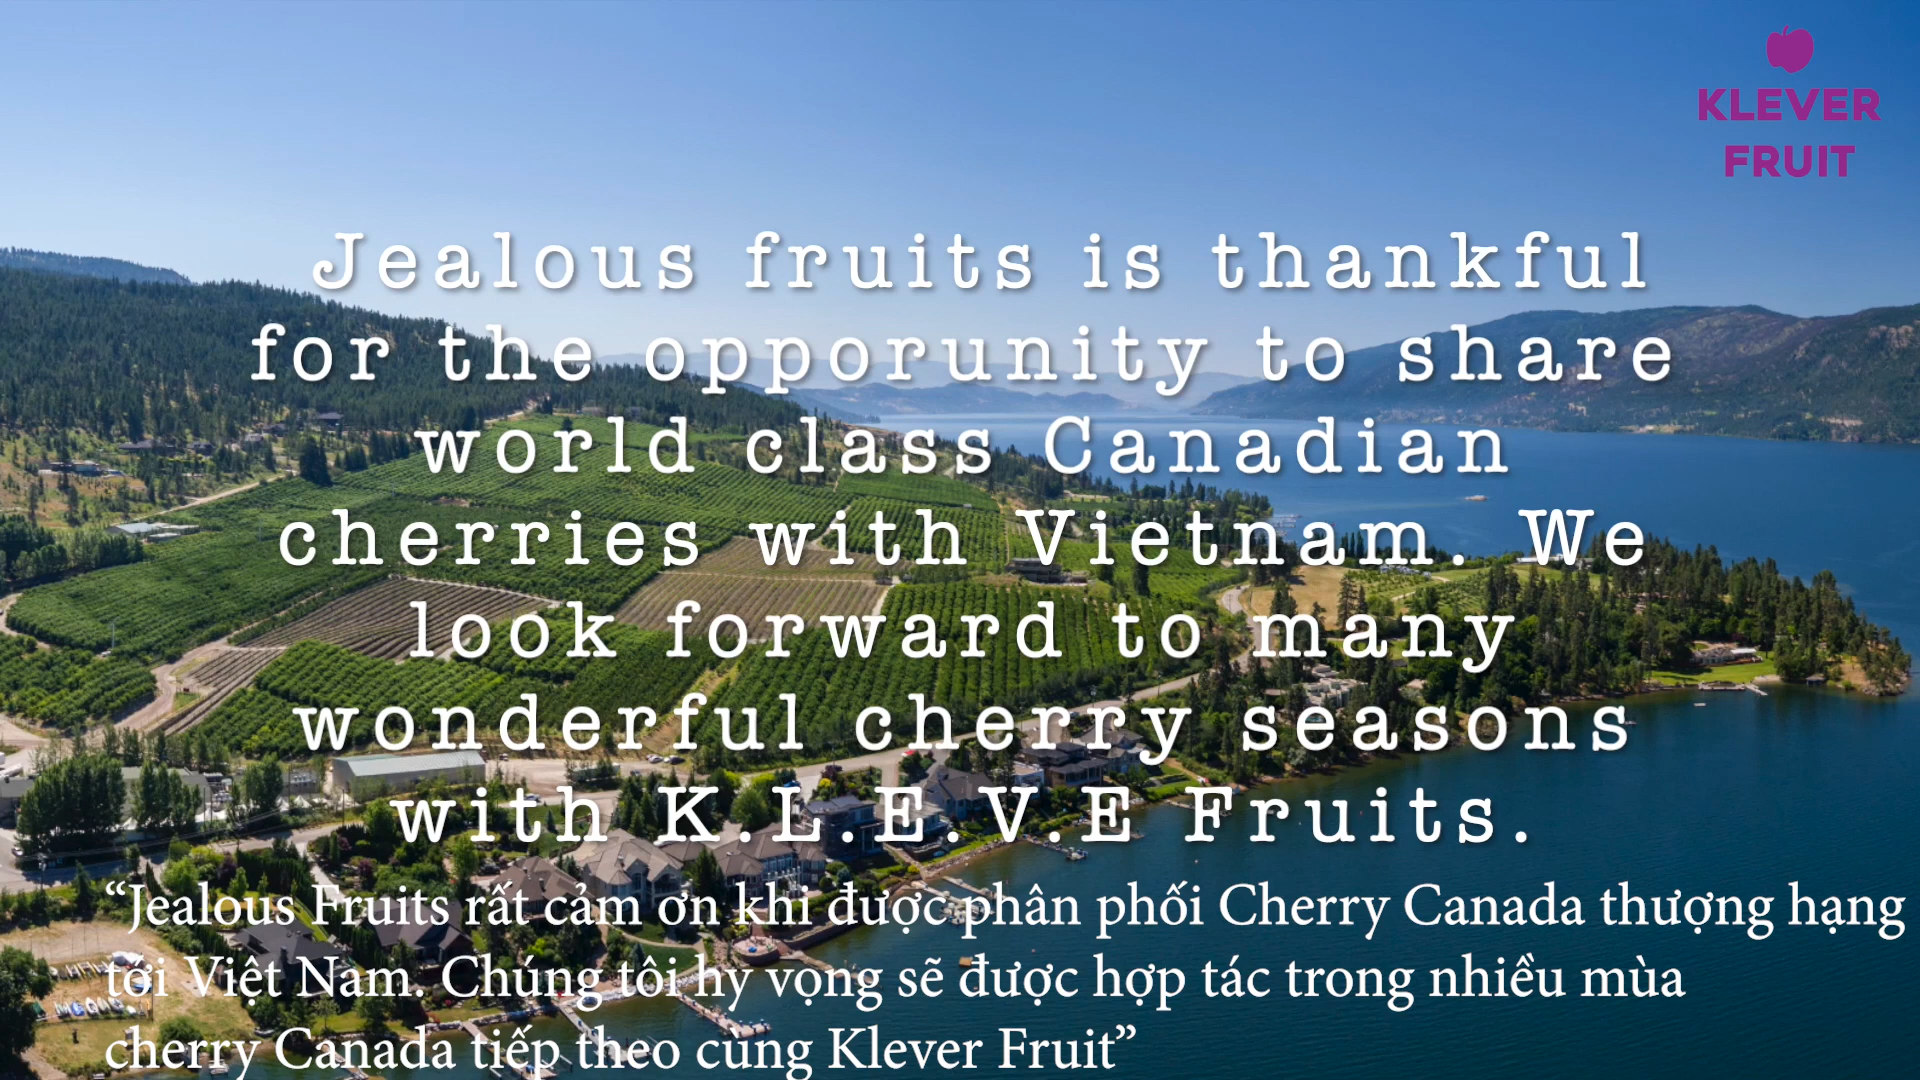 KLEVER
FRUIT
Jealous fruits is thankful
for the opporunity to share
world class Canadian
cherries with Vietnam. We
look forward to many
wonderful cherry seasons
with K.L.E.V.E Fruits.
“Jealous Fruits rất cảm ơn khi được phân phối Cherry Canada thượng hạng
tới Việt Nam. Chúng tôi hy vọng sẽ được hợp tác trong nhiều mùa
cherry Canada tiếp theo cùng Klever Fruit”